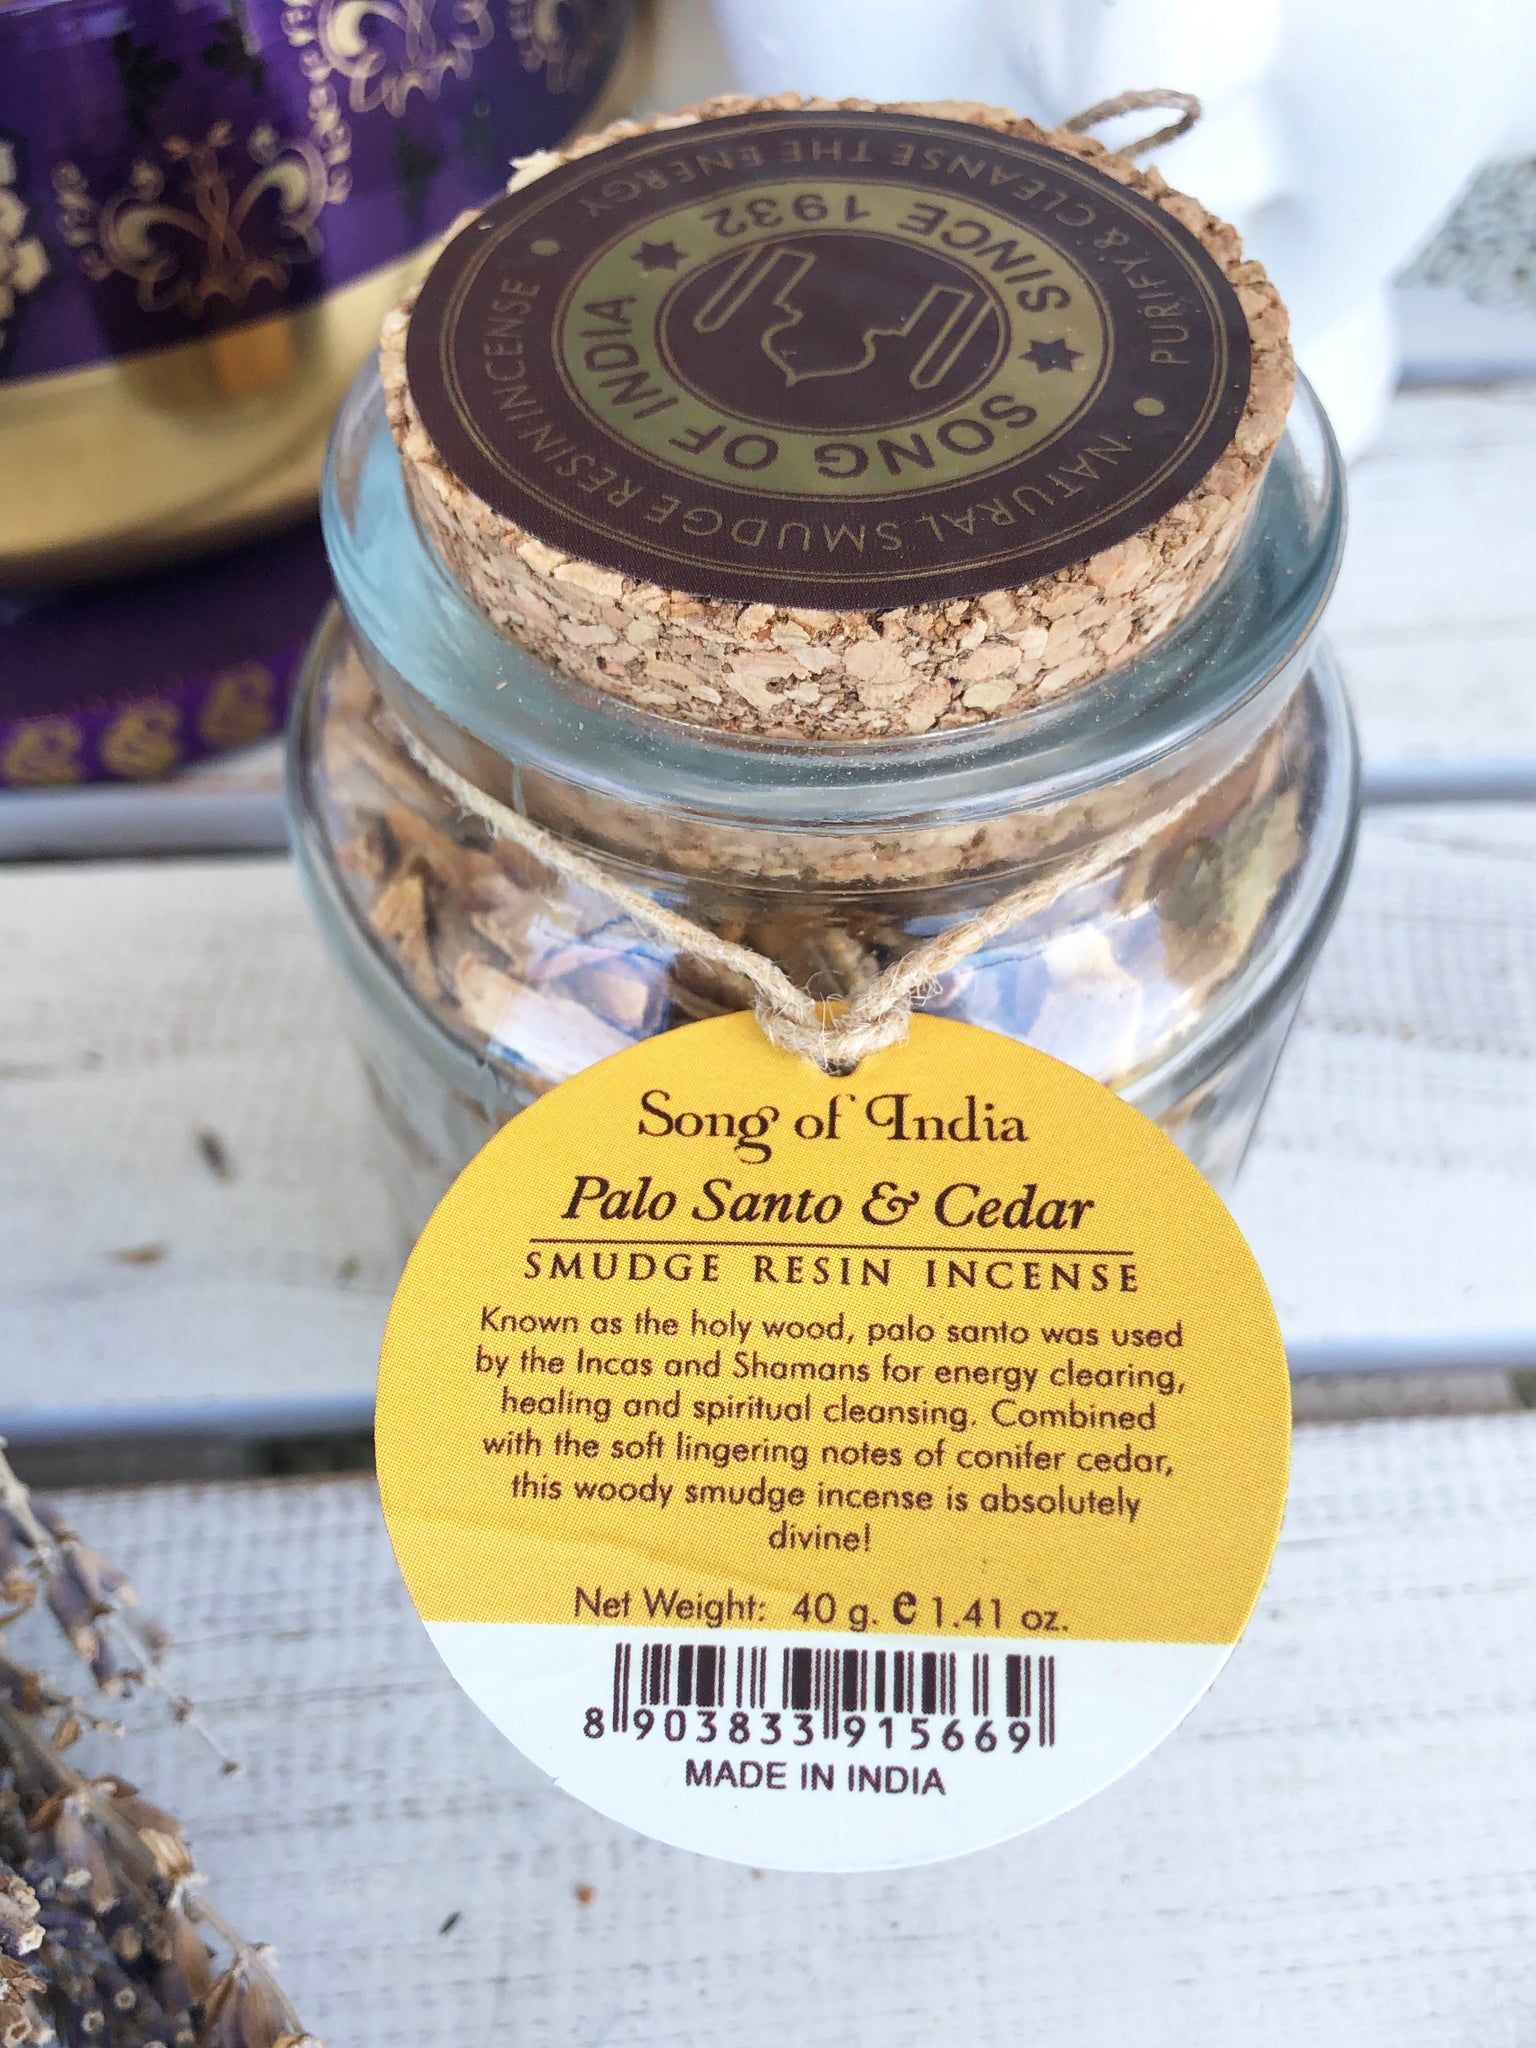 PURIFY & CLEANSE THE ENERGY
NATURAL SMUDGE RESIN INCENSE
SINCE 1932
SONG OF INDIA
Song of India
Palo Santo & Cedar
SMUDGE RESIN INCENSE
Known as the holy wood, palo santo was used
by the Incas and Shamans for energy clearing,
healing and spiritual cleansing. Combined
with the soft lingering notes of conifer cedar,
this woody smudge incense is absolutely
divine!
Net Weight: 40 g. e 1.41 oz.
8 903833 915669
MADE IN INDIA